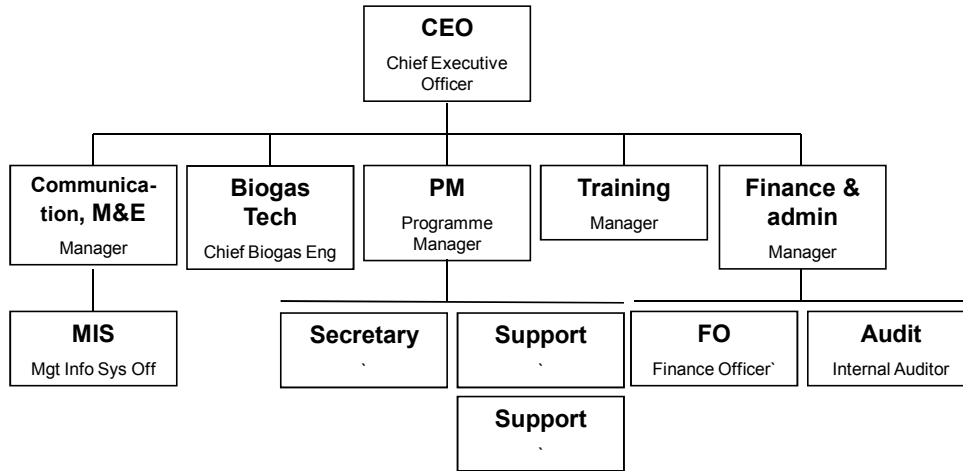 CEO
Chief Executive
Officer
Communica-
tion, M&E
Manager
Biogas
Tech
Chief Biogas Eng
PM
Programme
Manager
Training
Manager
Finance &
admin
Manager
MIS
Mgt Info Sys Off
Secretary
`
Support
`
FO
Finance Officer`
Audit
Internal Auditor
Support
`